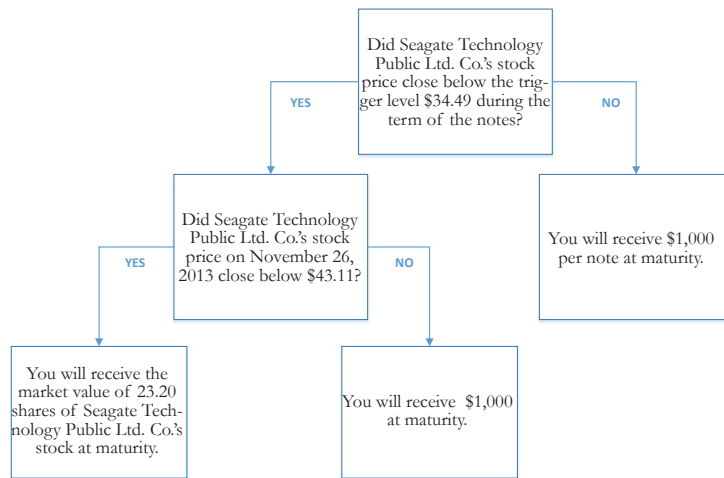 Did Seagate Technology
Public Ltd. Co.'s stock
price close below the trig-
ger level $34.49 during the
term of the notes?
YES
NO
Did Seagate Technology
Public Ltd. Co.'s stock
price on November 26,
2013 close below $43.11?
You will receive $1,000
per note at maturity.
YES
NO
You will receive the
market value of 23.20
shares of Seagate Tech-
nology Public Ltd. Co.'s
stock at maturity.
You will receive $1,000
at maturity.